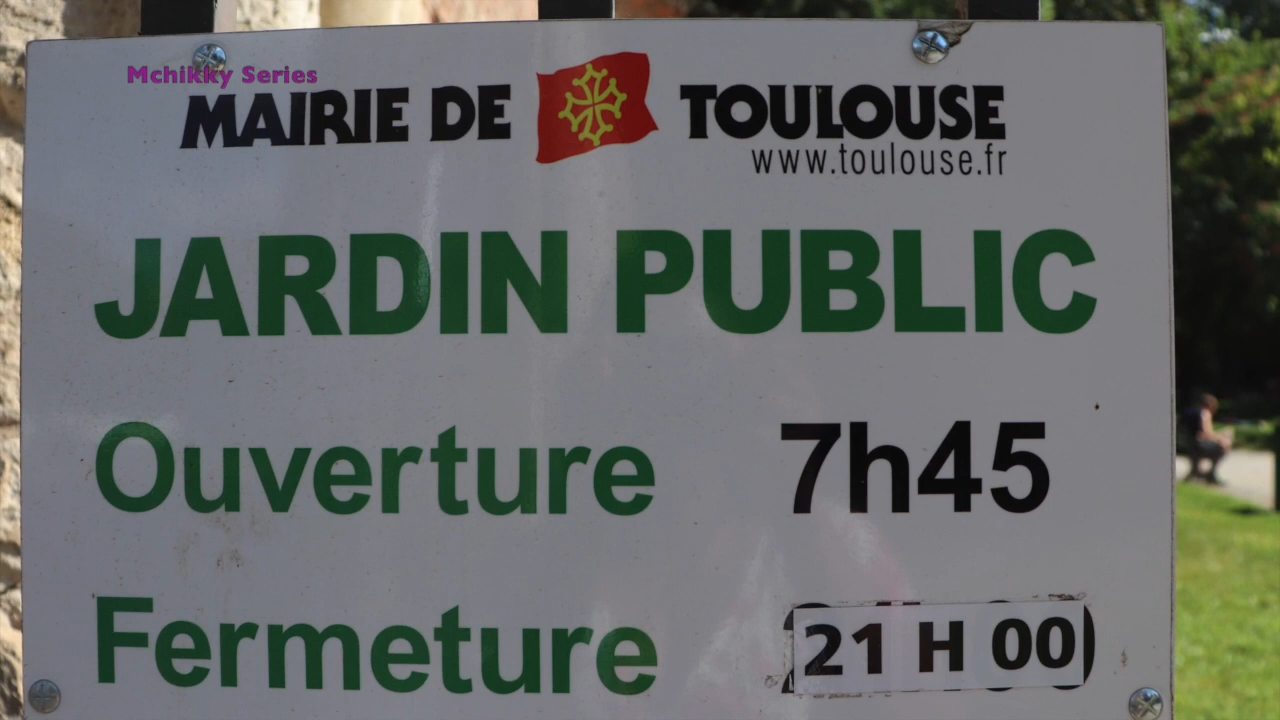 Mchikky Series
MAIRIE DE TOULOUSE
www.toulouse.fr
JARDIN PUBLIC
Ouverture 7h45
Fermeture 21 H 00